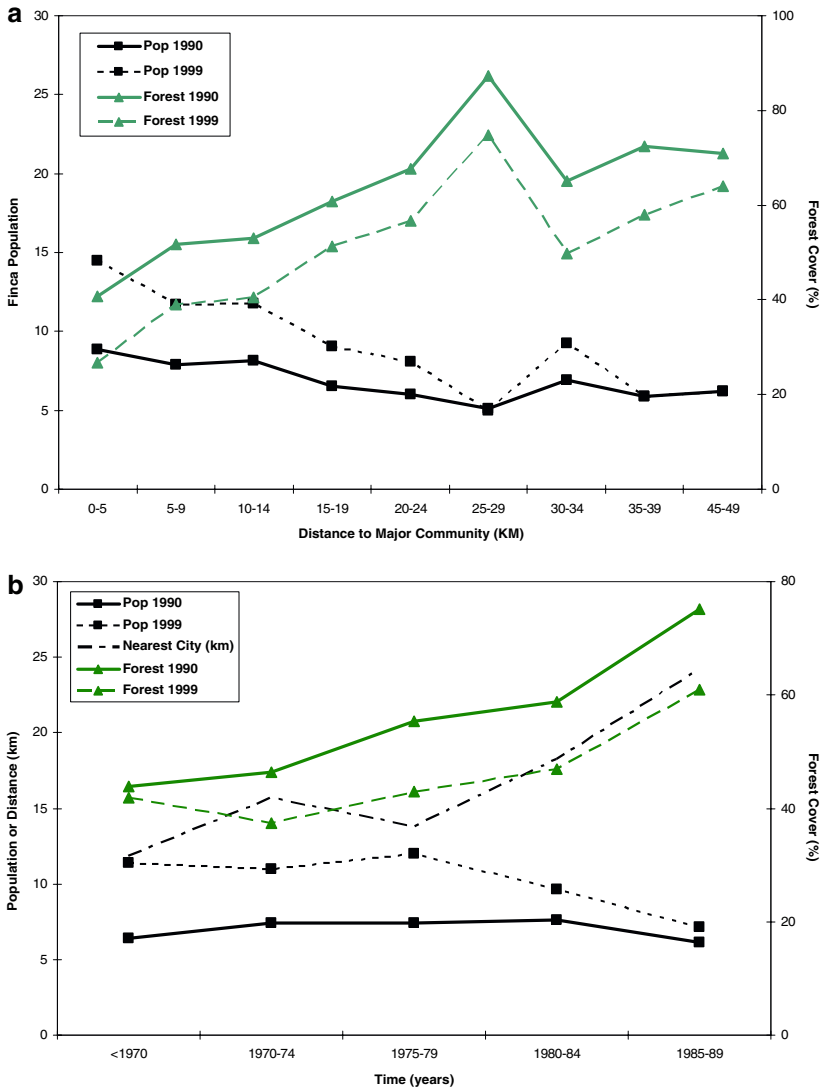 a
Pop 1990
Pop 1999
Forest 1990
Forest 1999
30
25
20
15
10
5
0
Finca Population
100
80
60
40
20
0
Forest Cover (%)
0-5 5-9 10-14 15-19 20-24 25-29 30-34 35-39 45-49
Distance to Major Community (KM)
b
Pop 1990
Pop 1999
Nearest City (km)
Forest 1990
Forest 1999
30
25
20
15
10
5
0
Population or Distance (km)
80
60
40
20
0
Forest Cover (%)
<1970 1970-74 1975-79 1980-84 1985-89
Time (years)